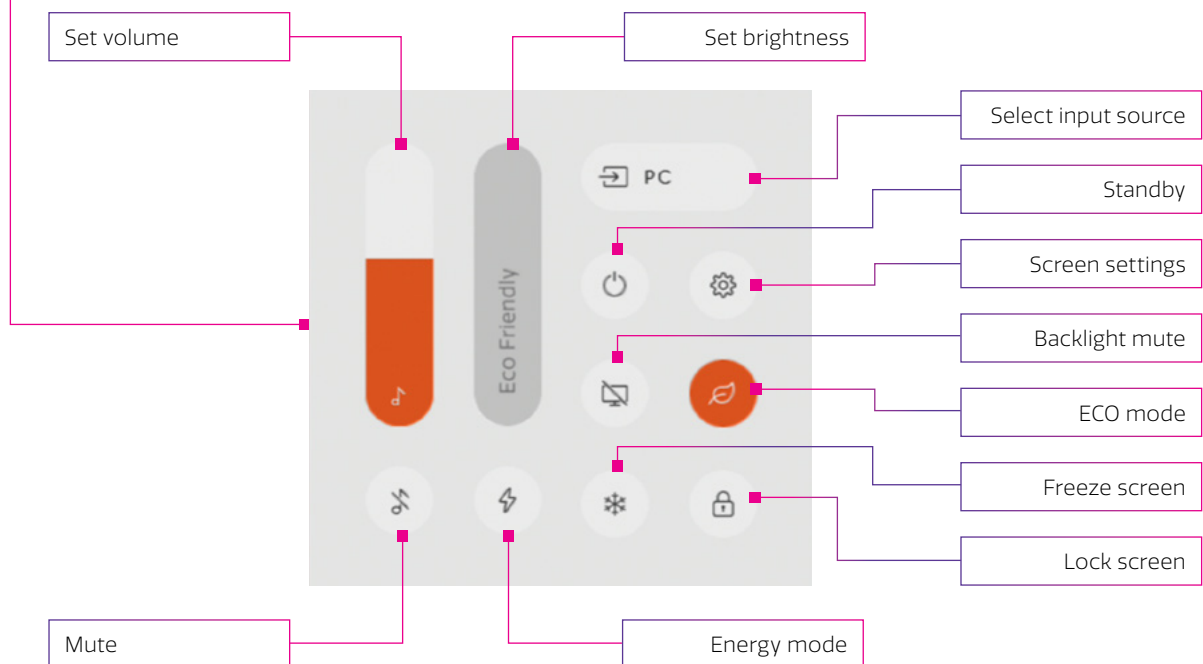 Set volume
Set brightness
Select input source
PC
Standby
Screen settings
Eco Friendly
Backlight mute
ECO mode
Freeze screen
Lock screen
Mute
Energy mode